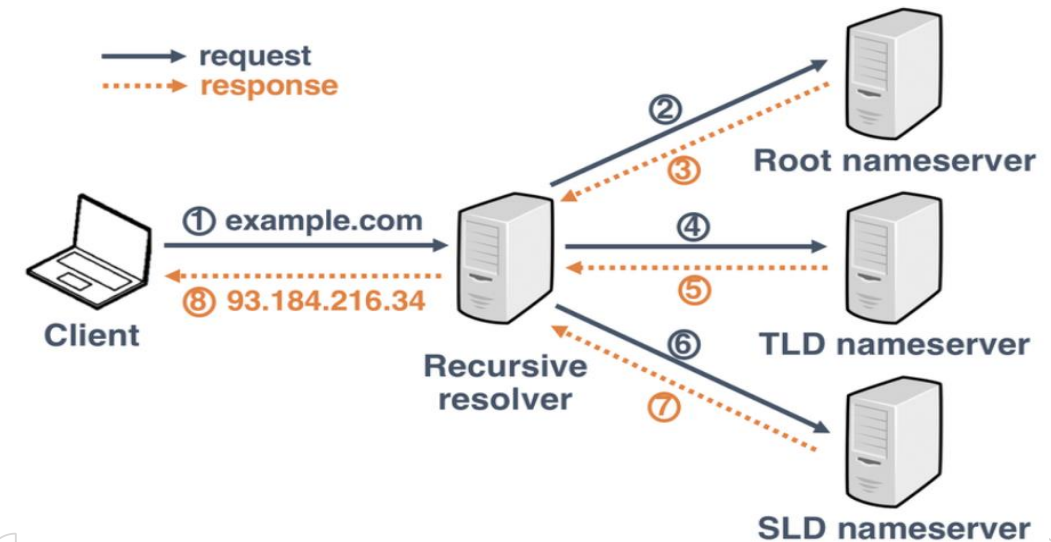 request
response
② 
Root nameserver
③
① example.com
④
⑧ 93.184.216.34
⑤
Client
Recursive
resolver
⑥
TLD nameserver
⑦
SLD nameserver